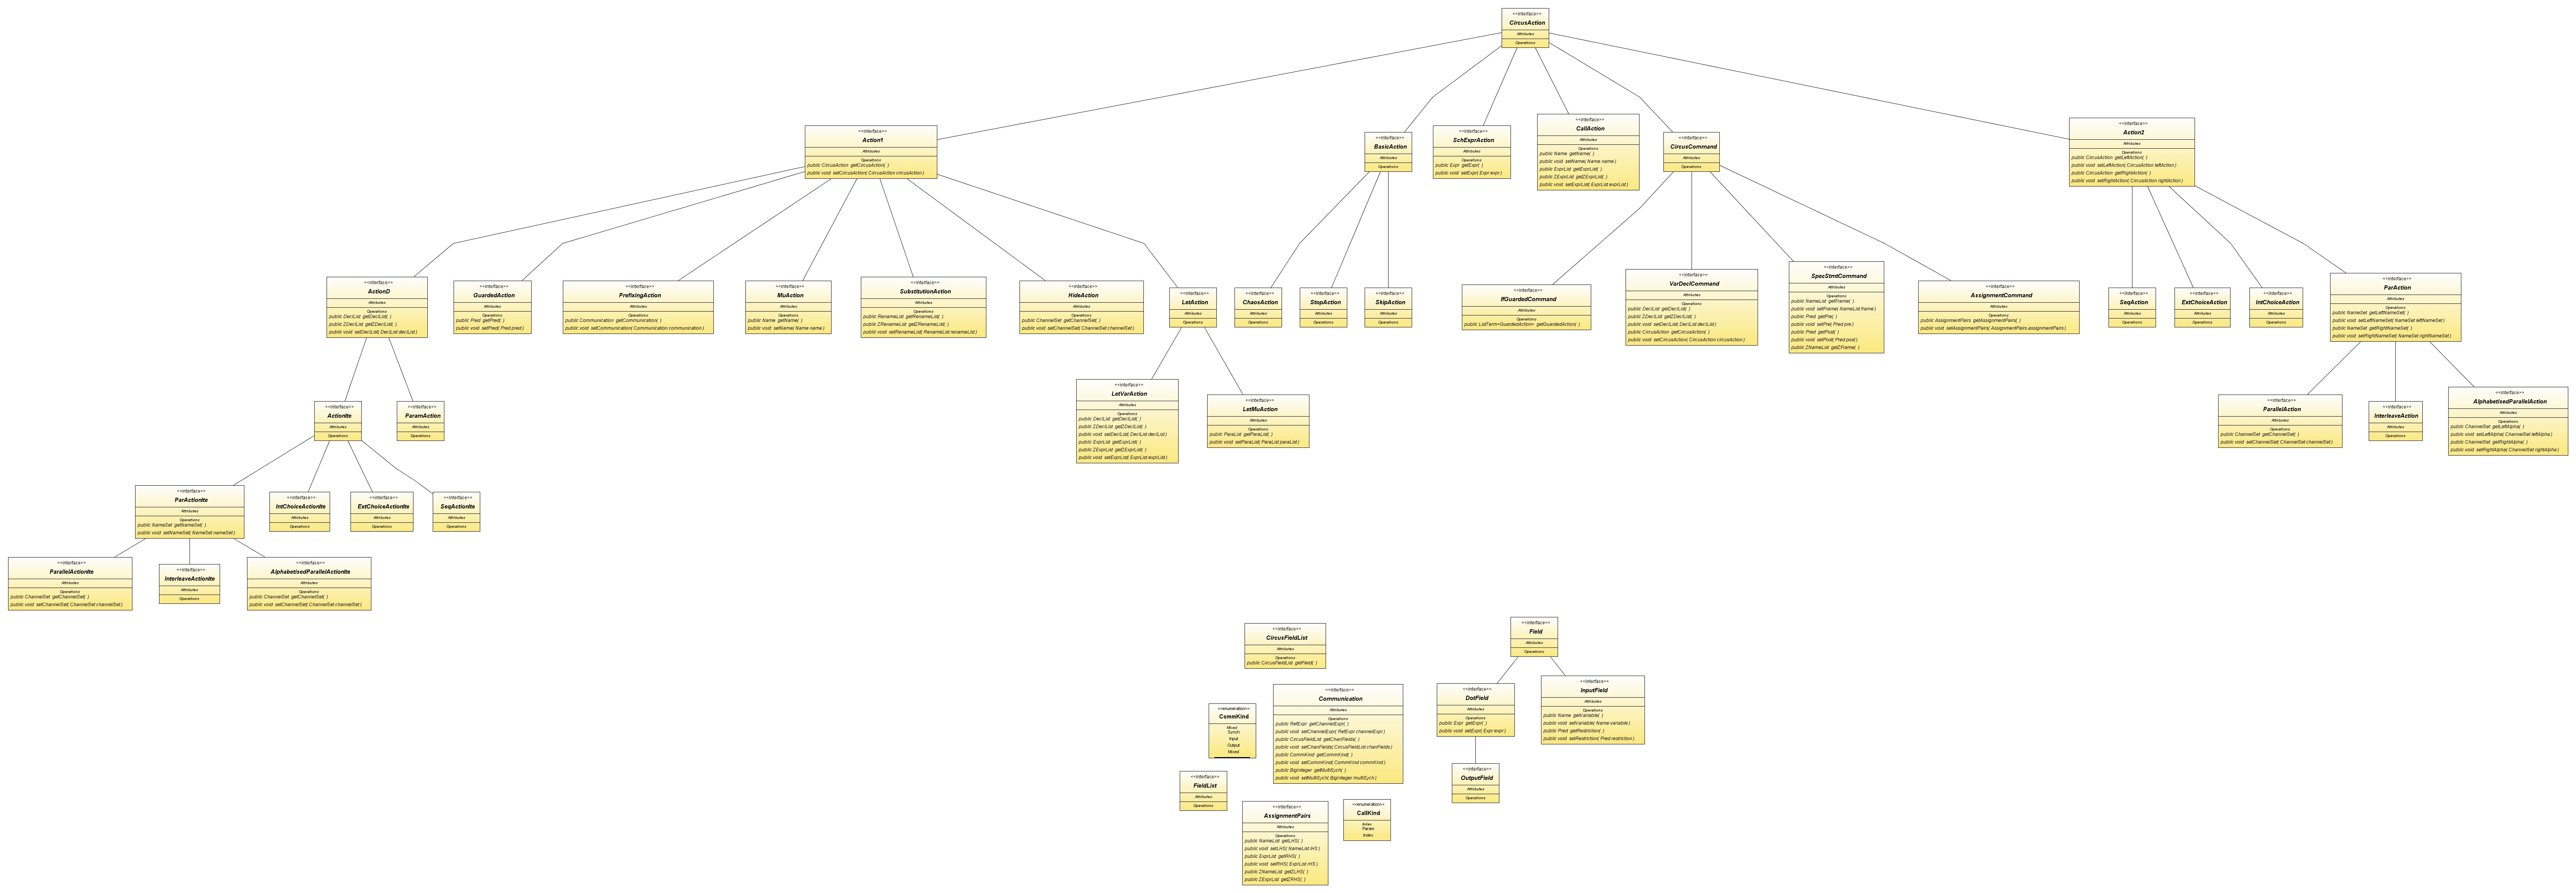 <<interface>>
CircusAction
Attributes
Operations
<<interface>>
Action1
Attributes
Operations
public CircusAction getCircusAction( )
public void setCircusAction( CircusAction circusAction )
<<interface>>
BasicAction
Attributes
Operations
<<interface>>
SchExprAction
Attributes
Operations
public Expr getExpr( )
public void setExpr( Expr expr )
<<interface>>
CallAction
Attributes
Operations
public Name getName( )
public void setName( Name name )
public ExprList getExprList( )
public ZExprList getZExprList( )
public void setExprList( ExprList exprList )
<<interface>>
CircusCommand
Attributes
Operations
<<interface>>
Action2
Attributes
Operations
public CircusAction getLeftAction( )
public void setLeftAction( CircusAction leftAction )
public CircusAction getRightAction( )
public void setRightAction( CircusAction rightAction )
<<interface>>
ActionD
Attributes
Operations
public DeclList getDeclList( )
public ZDeclList getZDeclList( )
public void setDeclList( DeclList declList )
<<interface>>
GuardedAction
Attributes
Operations
public Pred getPred( )
public void setPred( Pred pred )
<<interface>>
PrefixingAction
Attributes
Operations
public Communication getCommunication( )
public void setCommunication( Communication communication )
<<interface>>
MuAction
Attributes
Operations
public Name getName( )
public void setName( Name name )
<<interface>>
SubstitutionAction
Attributes
Operations
public RenameList getRenameList( )
public ZRenameList getZRenameList( )
public void setRenameList( RenameList renameList )
<<interface>>
HideAction
Attributes
Operations
public ChannelSet getChannelSet( )
public void setChannelSet( ChannelSet channelSet )
<<interface>>
LetAction
Attributes
Operations
<<interface>>
ChaosAction
Attributes
Operations
<<interface>>
StopAction
Attributes
Operations
<<interface>>
SkipAction
Attributes
Operations
<<interface>>
IfGuardedCommand
Attributes
Operations
public ListTerm<GuardedAction> getGuardedAction( )
<<interface>>
VarDeclCommand
Attributes
Operations
public DeclList getDeclList( )
public ZDeclList getZDeclList( )
public void setDeclList( DeclList declList )
public CircusAction getCircusAction( )
public void setCircusAction( CircusAction circusAction )
<<interface>>
SpecStmtCommand
Attributes
Operations
public NameList getFrame( )
public void setFrame( NameList frame )
public Pred getPre( )
public void setPre( Pred pre )
public Pred getPost( )
public void setPost( Pred post )
public ZNameList getZFrame( )
<<interface>>
AssignmentCommand
Attributes
Operations
public AssignmentPairs getAssignmentPairs( )
public void setAssignmentPairs( AssignmentPairs assignmentPairs )
<<interface>>
SeqAction
Attributes
Operations
<<interface>>
ExtChoiceAction
Attributes
Operations
<<interface>>
IntChoiceAction
Attributes
Operations
<<interface>>
ParAction
Attributes
Operations
public NameSet getLeftNameSet( )
public void setLeftNameSet( NameSet leftNameSet )
public NameSet getRightNameSet( )
public void setRightNameSet( NameSet rightNameSet )
<<interface>>
ActionIte
Attributes
Operations
<<interface>>
ParamAction
Attributes
Operations
<<interface>>
LetVarAction
Attributes
Operations
public DeclList getDeclList( )
public ZDeclList getZDeclList( )
public void setDeclList( DeclList declList )
public ExprList getExprList( )
public ZExprList getZExprList( )
public void setExprList( ExprList exprList )
<<interface>>
LetMuAction
Attributes
Operations
public ParaList getParaList( )
public void setParaList( ParaList paraList )
<<interface>>
ParallelAction
Attributes
Operations
public ChannelSet getChannelSet( )
public void setChannelSet( ChannelSet channelSet )
<<interface>>
InterleaveAction
Attributes
Operations
<<interface>>
AlphabetisedParallelAction
Attributes
Operations
public ChannelSet getLeftAlpha( )
public void setLeftAlpha( ChannelSet leftAlpha )
public ChannelSet getRightAlpha( )
public void setRightAlpha( ChannelSet rightAlpha )
<<interface>>
ParActionIte
Attributes
Operations
public NameSet getNameSet( )
public void setNameSet( NameSet nameSet )
<<interface>>
IntChoiceActionIte
Attributes
Operations
<<interface>>
ExtChoiceActionIte
Attributes
Operations
<<interface>>
SeqActionIte
Attributes
Operations
<<interface>>
ParallelActionIte
Attributes
Operations
public ChannelSet getChannelSet( )
public void setChannelSet( ChannelSet channelSet )
<<interface>>
InterleaveActionIte
Attributes
Operations
<<interface>>
AlphabetisedParallelActionIte
Attributes
Operations
public ChannelSet getChannelSet( )
public void setChannelSet( ChannelSet channelSet )
<<interface>>
CircusFieldList
Attributes
Operations
public CircusFieldList getField( )
<<interface>>
Field
Attributes
Operations
<<interface>>
Communication
Attributes
Operations
public RefExpr getChannelExpr( )
public void setChannelExpr( RefExpr channelExpr )
public CircusFieldList getChanFields( )
public void setChanFields( CircusFieldList chanFields )
public CommKind getCommKind( )
public void setCommKind( CommKind commKind )
public BigInteger getMultiSych( )
public void setMultiSych( BigInteger multiSych )
<<interface>>
DotField
Attributes
Operations
public Expr getExpr( )
public void setExpr( Expr expr )
<<interface>>
InputField
Attributes
Operations
public Name getVariable( )
public void setVariable( Name variable )
public Pred getRestriction( )
public void setRestriction( Pred restriction )
<<enumeration>>
CommKind
Mixed
Synch
Input
Output
Mixed
<<interface>>
OutputField
Attributes
Operations
<<interface>>
FieldList
Attributes
Operations
<<interface>>
AssignmentPairs
Attributes
Operations
public NameList getLHS( )
public void setLHS( NameList lHS )
public ExprList getRHS( )
public void setRHS( ExprList rHS )
public ZNameList getZLHS( )
public ZExprList getZRHS( )
<<enumeration>>
CallKind
Index
Param
Index